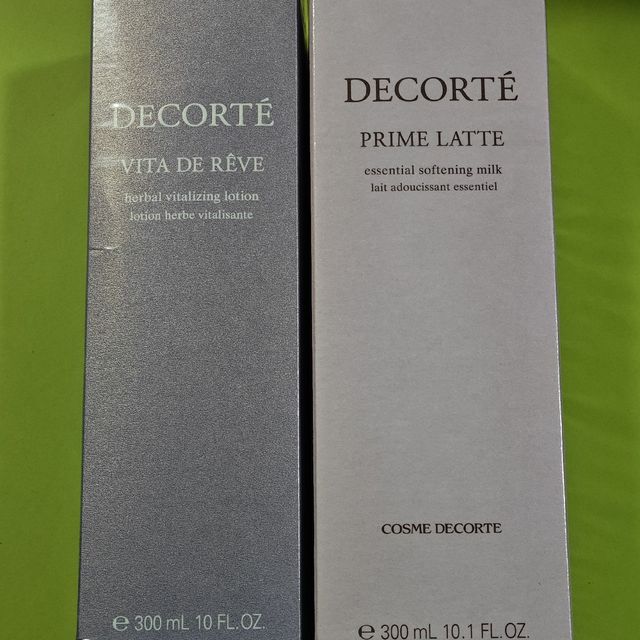 DECORTÉ
VITA DE RÊVE
herbal vitalizing lotion
lotion herbe vitalisante
℮ 300 mL 10 FL.OZ.
DECORTÉ
PRIME LATTE
essential softening milk
lait adoucissant essentiel
COSME DECORTE
℮ 300 mL 10.1 FL.OZ.